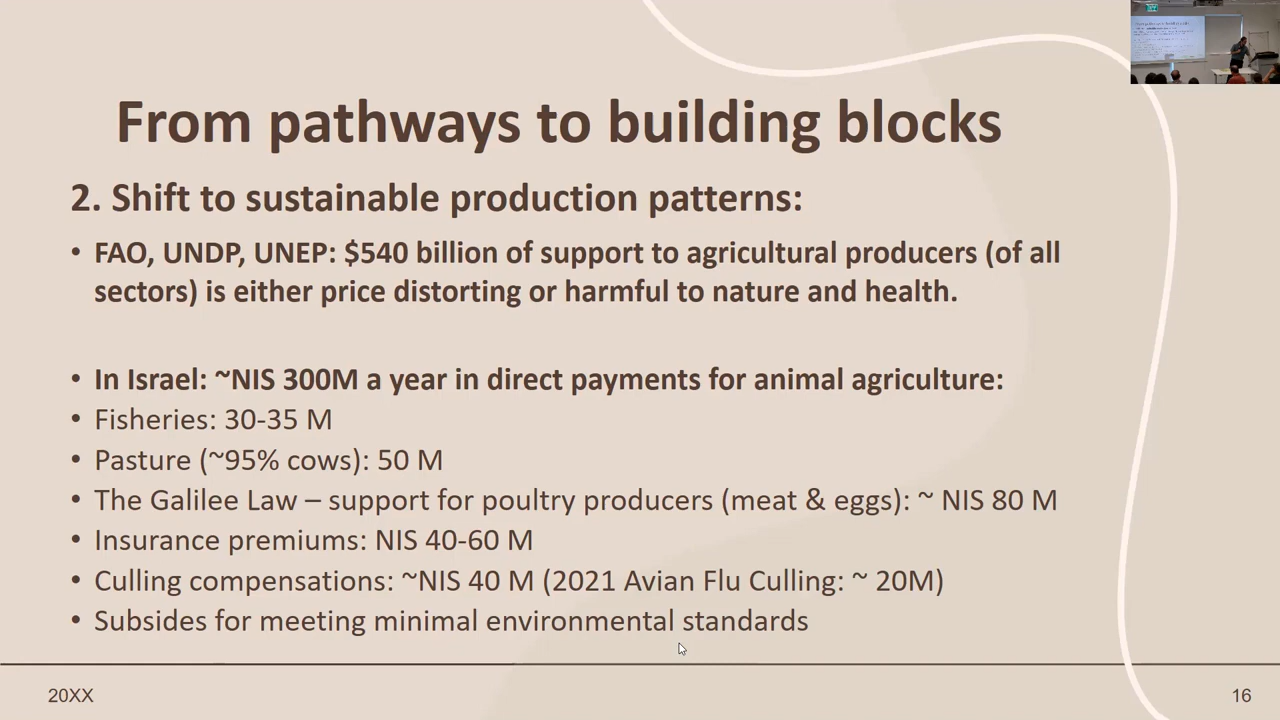 From pathways to building blocks
2. Shift to sustainable production patterns:
• FAO, UNDP, UNEP: $540 billion of support to agricultural producers (of all
sectors) is either price distorting or harmful to nature and health.
• In Israel: ~NIS 300M a year in direct payments for animal agriculture:
• Fisheries: 30-35 M
• Pasture (~95% cows): 50 M
• The Galilee Law – support for poultry producers (meat & eggs): ~ NIS 80 M
• Insurance premiums: NIS 40-60 M
• Culling compensations: ~NIS 40 M (2021 Avian Flu Culling: ~ 20M)
• Subsides for meeting minimal environmental standards
20XX
16